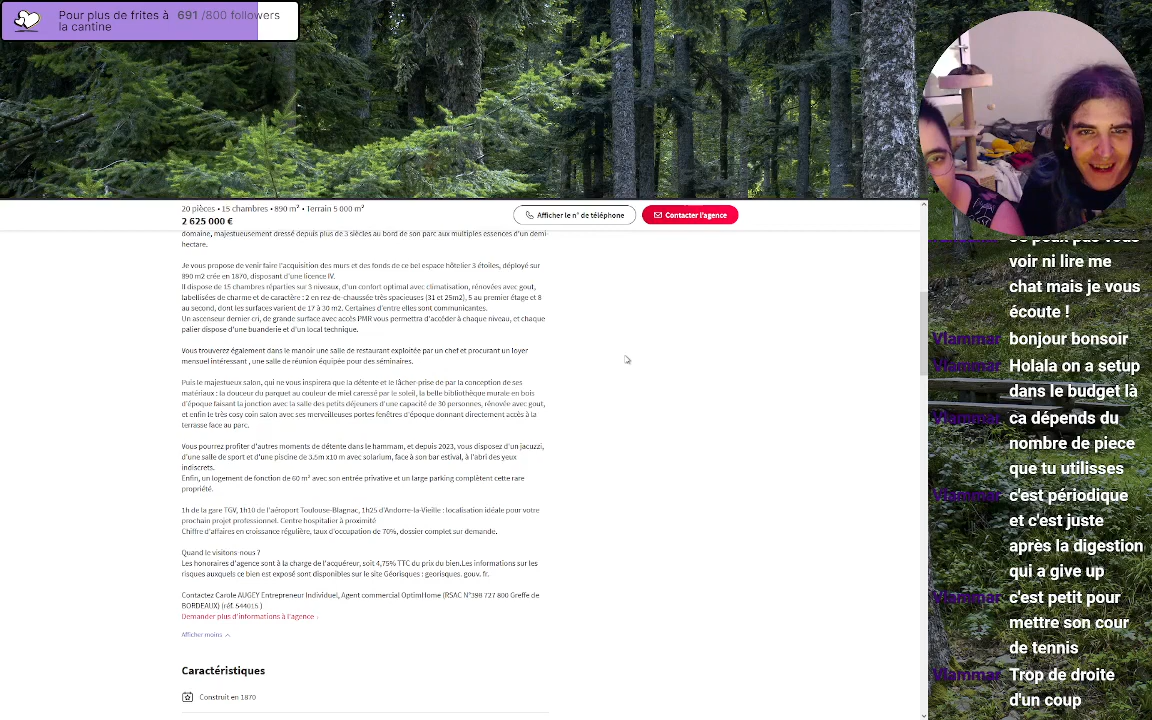 Pour plus de frites à la cantine
691 /800 followers
20 pièces • 15 chambres • 890 m² • Terrain 5 000 m²
2 625 000 €
Afficher le n° de téléphone
Contacter l'agence
domaine, majestueusement dressé depuis plus de 3 siècles au bord de son parc aux multiples essences d'un demi-
hectare.
Je vous propose de venir faire l'acquisition des murs et des fonds de ce bel espace hôtelier 3 étoiles, déployé sur
890 m2 crée en 1870, disposant d'une licence IV.
Il dispose de 15 chambres réparties sur 3 niveaux, d'un confort optimal avec climatisation, rénovées avec gout,
labellisées de charme et de caractère : 2 en rez-de-chaussée très spacieuses (31 et 25m2), 5 au premier étage et 8
au second, dont les surfaces varient de 17 à 30 m2. Certaines d'entre elles sont communicantes.
Un ascenseur dernier cri, de grande surface avec accès PMR vous permettra d'accéder à chaque niveau, et chaque
palier dispose d'une buanderie et d'un local technique.
Vous trouverez également dans le manoir une salle de restaurant exploitée par un chef et procurant un loyer
mensuel intéressant , une salle de réunion équipée pour des séminaires.
Puis le majestueux salon, qui ne vous inspirera que la détente et le lâcher-prise de par la conception de ses
matériaux : la douceur du parquet au couleur de miel caressé par le soleil, la belle bibliothèque murale en bois
d'époque faisant la jonction avec la salle des petits déjeuners d'une capacité de 30 personnes, rénovée avec gout,
et enfin le très cosy coin salon avec ses merveilleuses portes fenêtres d'époque donnant directement accès à la
terrasse face au parc.
Vous pourrez profiter d'autres moments de détente dans le hammam, et depuis 2023, vous disposez d'un jacuzzi,
d'une salle de sport et d'une piscine de 3.5m x10 m avec solarium, face à son bar estival, à l'abri des yeux
indiscrets.
Enfin, un logement de fonction de 60 m² avec son entrée privative et un large parking complètent cette rare
propriété.
1h de la gare TGV, 1h10 de l'aéroport Toulouse-Blagnac, 1h25 d'Andorre-la-Vieille : localisation idéale pour votre
prochain projet professionnel. Centre hospitalier à proximité
Chiffre d'affaires en croissance régulière, taux d'occupation de 70%, dossier complet sur demande.
Quand le visitons-nous ?
Les honoraires d'agence sont à la charge de l'acquéreur, soit 4,75% TTC du prix du bien.Les informations sur les
risques auxquels ce bien est exposé sont disponibles sur le site Géorisques : georisques. gouv. fr.
Contactez Carole AUGEY Entrepreneur Individuel, Agent commercial OptimHome (RSAC N°398 727 800 Greffe de
BORDEAUX) (réf. 544015 )
Demander plus d'informations à l'agence
Afficher moins
Caractéristiques
Construit en 1870
Je peux pas vous
voir ni lire me
chat mais je vous
écoute !
Vlammar bonjour bonsoir
Vlammar Holala on a setup
dans le budget là
Vlammar ca dépends du
nombre de piece
que tu utilisses
Vlammar c'est périodique
et c'est juste
après la digestion
qui a give up
Vlammar c'est petit pour
mettre son cour
de tennis
Vlammar Trop de droite
d'un coup